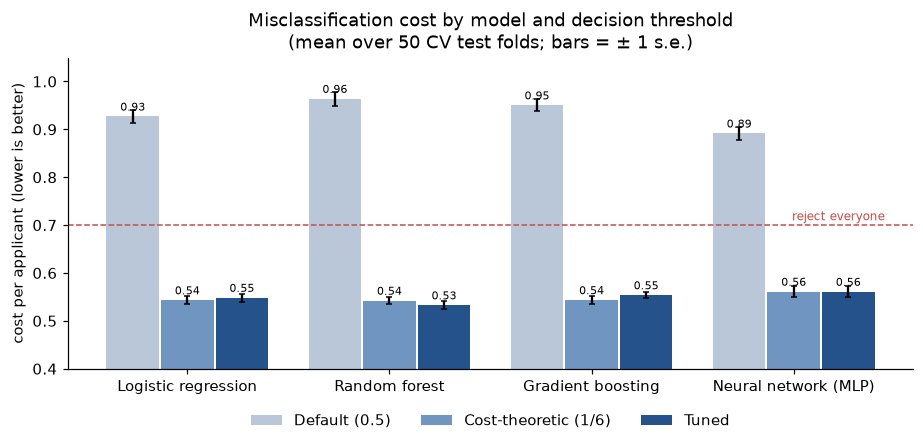 Misclassification cost by model and decision threshold
(mean over 50 CV test folds; bars = ± 1 s.e.)
cost per applicant (lower is better)
1.0
0.9
0.8
0.7
0.6
0.5
0.4
0.93
0.54
0.55
0.96
0.54
0.53
0.95
0.54
0.55
0.89
0.56
0.56
reject everyone
Logistic regression
Random forest
Gradient boosting
Neural network (MLP)
Default (0.5)
Cost-theoretic (1/6)
Tuned